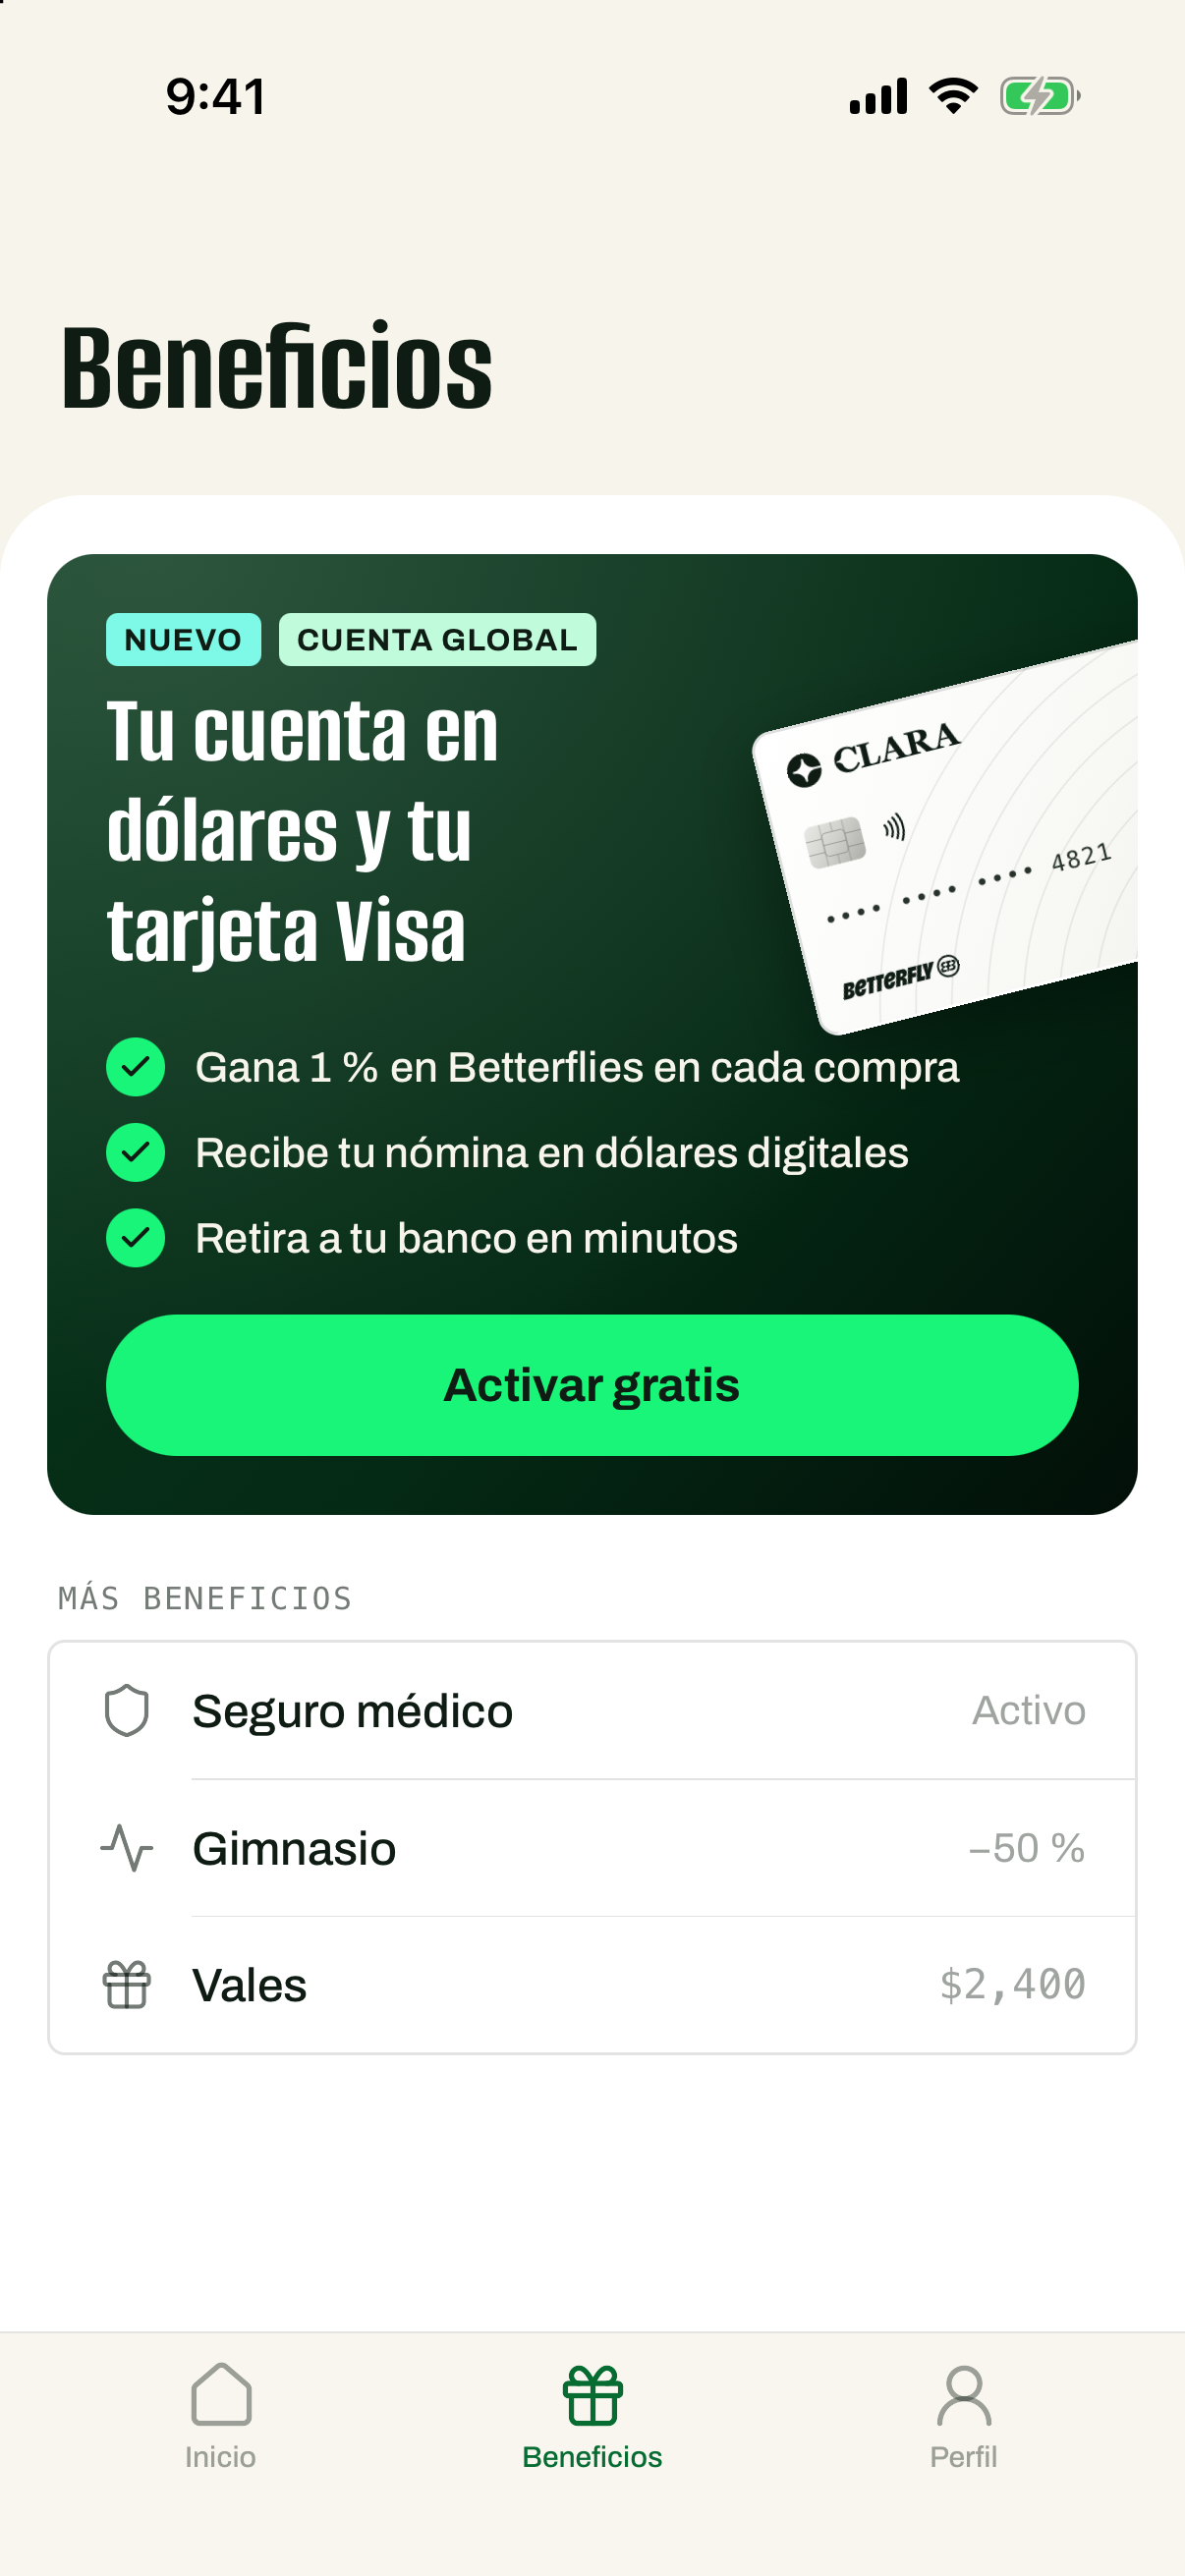 9:41
Beneficios
NUEVO
CUENTA GLOBAL
Tu cuenta en
dólares y tu
tarjeta Visa
CLARA
•••• •••• •••• 4821
BETTERFLY
Gana 1 % en Betterflies en cada compra
Recibe tu nómina en dólares digitales
Retira a tu banco en minutos
Activar gratis
MÁS BENEFICIOS
Seguro médico
Activo
Gimnasio
−50 %
Vales
$2,400
Inicio
Beneficios
Perfil